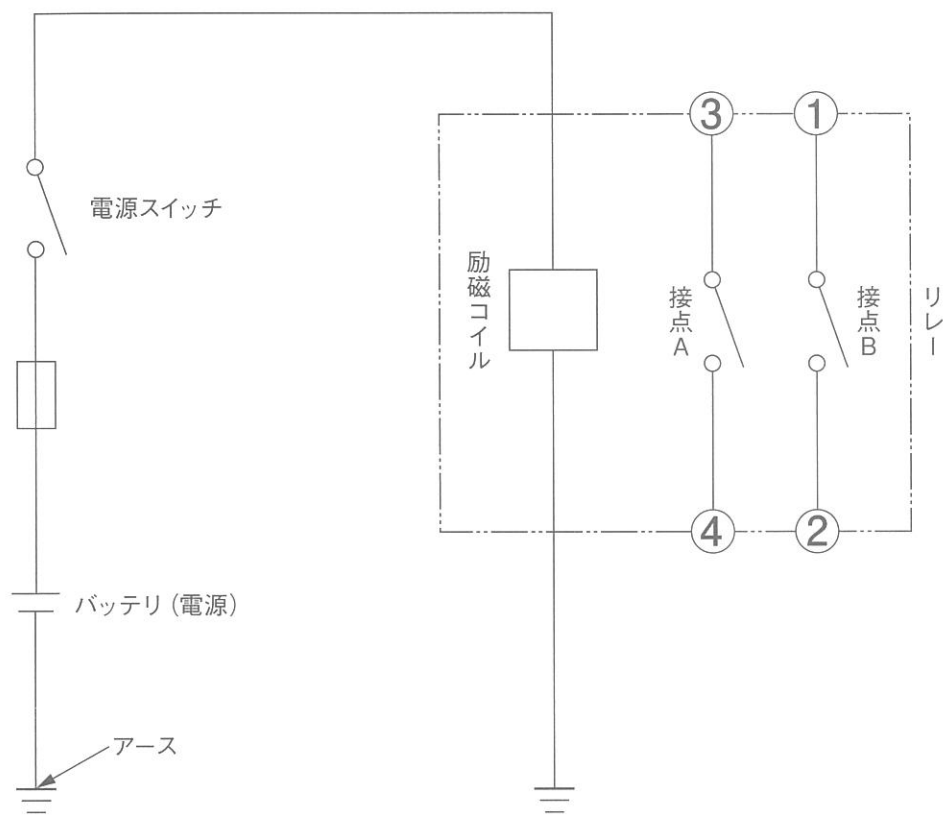 ③
①
電源スイッチ
励磁コイル
接点A
接点B
リレー
④
②
バッテリ(電源)
アース